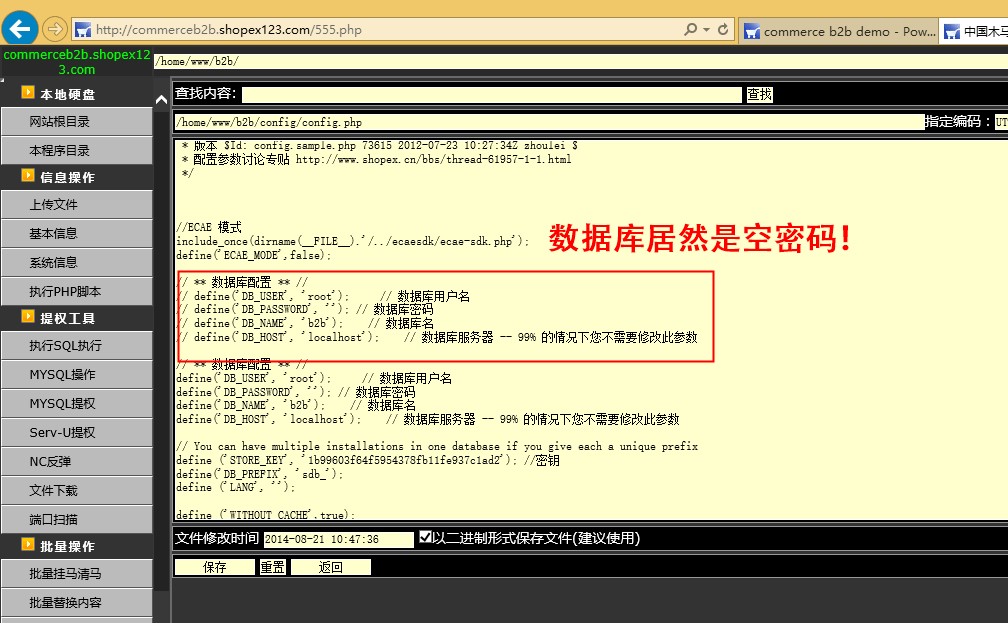 http://commerceb2b.shopex123.com/555.php
commerce b2b demo - Pow...
中国木马
commerceb2b.shopex12
3.com
/home/www/b2b/
本地硬盘
网站根目录
本程序目录
信息操作
上传文件
基本信息
系统信息
执行PHP脚本
提权工具
执行SQL执行
MYSQL操作
MYSQL提权
Serv-U提权
NC反弹
文件下载
端口扫描
批量操作
批量挂马清马
批量替换内容
查找内容:
查找
/home/www/b2b/config/config.php
指定编码：UT
* 版本 $Id: config.sample.php 73615 2012-07-23 10:27:34Z zhoulei $
* 配置参数讨论专贴 http://www.shopex.cn/bbs/thread-61957-1-1.html
*/
//ECAE 模式
include_once(dirname(__FILE__).'/../ecaesdk/ecae-sdk.php');
define('ECAE_MODE',false);
数据库居然是空密码！
// ** 数据库配置 ** //
// define('DB_USER', 'root'); // 数据库用户名
// define('DB_PASSWORD', ''); // 数据库密码
// define('DB_NAME', 'b2b'); // 数据库名
// define('DB_HOST', 'localhost'); // 数据库服务器 -- 99% 的情况下您不需要修改此参数
// ** 数据库配置 ** //
define('DB_USER', 'root'); // 数据库用户名
define('DB_PASSWORD', ''); // 数据库密码
define('DB_NAME', 'b2b'); // 数据库名
define('DB_HOST', 'localhost'); // 数据库服务器 -- 99% 的情况下您不需要修改此参数
// You can have multiple installations in one database if you give each a unique prefix
define ('STORE_KEY', '1b99603f64f5954378fb11fe937c1ad2'); //密钥
define('DB_PREFIX', 'sdb_');
define ('LANG', '');
define ('WITHOUT_CACHE',true);
文件修改时间 2014-08-21 10:47:36 以二进制形式保存文件(建议使用)
保存 重置 返回